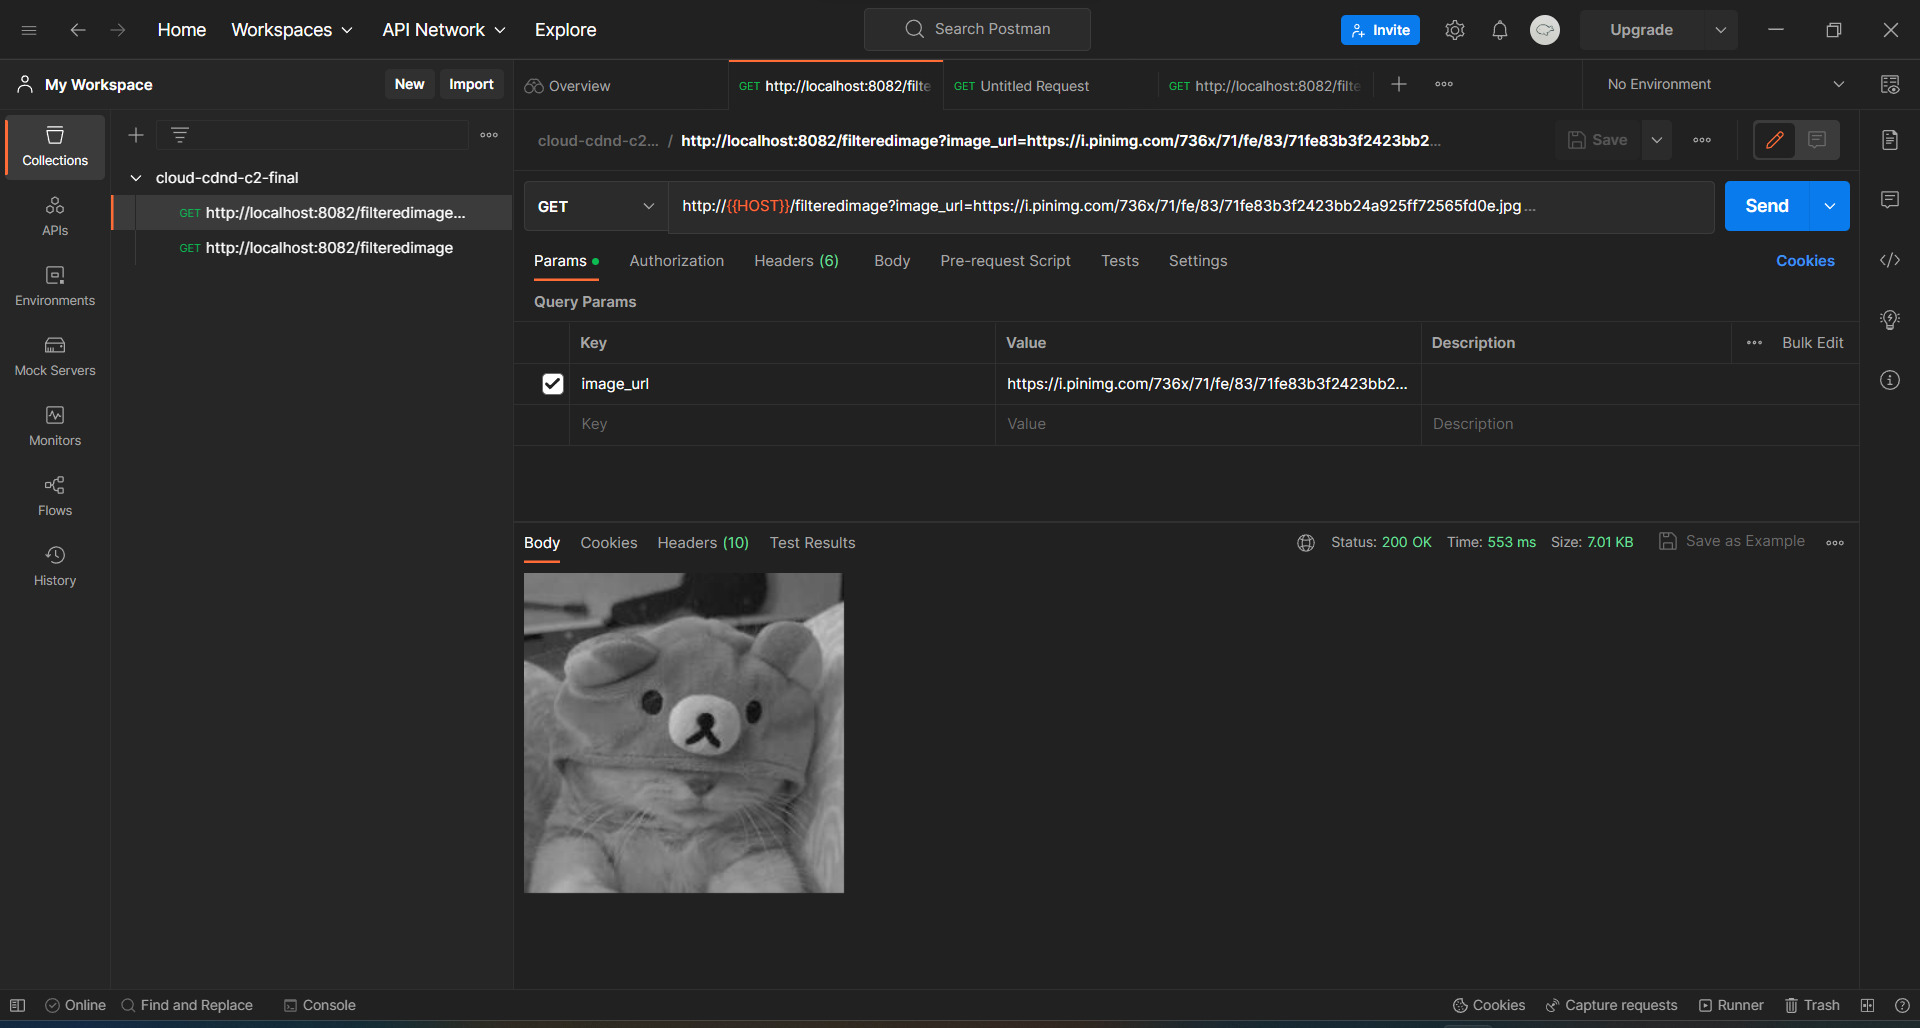 Home Workspaces API Network Explore Search Postman Invite Upgrade
My Workspace New Import Overview GET http://localhost:8082/filte GET Untitled Request GET http://localhost:8082/filte No Environment
Collections
APIs
Environments
Mock Servers
Monitors
Flows
History
cloud-cdnd-c2-final
GET http://localhost:8082/filteredimage...
GET http://localhost:8082/filteredimage
cloud-cdnd-c2... / http://localhost:8082/filteredimage?image_url=https://i.pinimg.com/736x/71/fe/83/71fe83b3f2423bb2... Save
GET http://{{HOST}}/filteredimage?image_url=https://i.pinimg.com/736x/71/fe/83/71fe83b3f2423bb24a925ff72565fd0e.jpg... Send
Params Authorization Headers (6) Body Pre-request Script Tests Settings Cookies
Query Params
Key Value Description Bulk Edit
image_url https://i.pinimg.com/736x/71/fe/83/71fe83b3f2423bb2...
Key Value Description
Body Cookies Headers (10) Test Results Status: 200 OK Time: 553 ms Size: 7.01 KB Save as Example
Online Find and Replace Console Cookies Capture requests Runner Trash